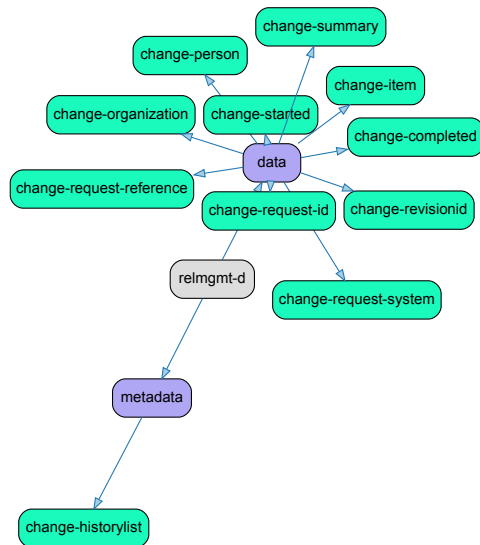 change-summary
change-person
change-item
change-organization
change-started
change-completed
data
change-request-reference
change-request-id
change-revisionid
relmgmt-d
change-request-system
metadata
change-historylist